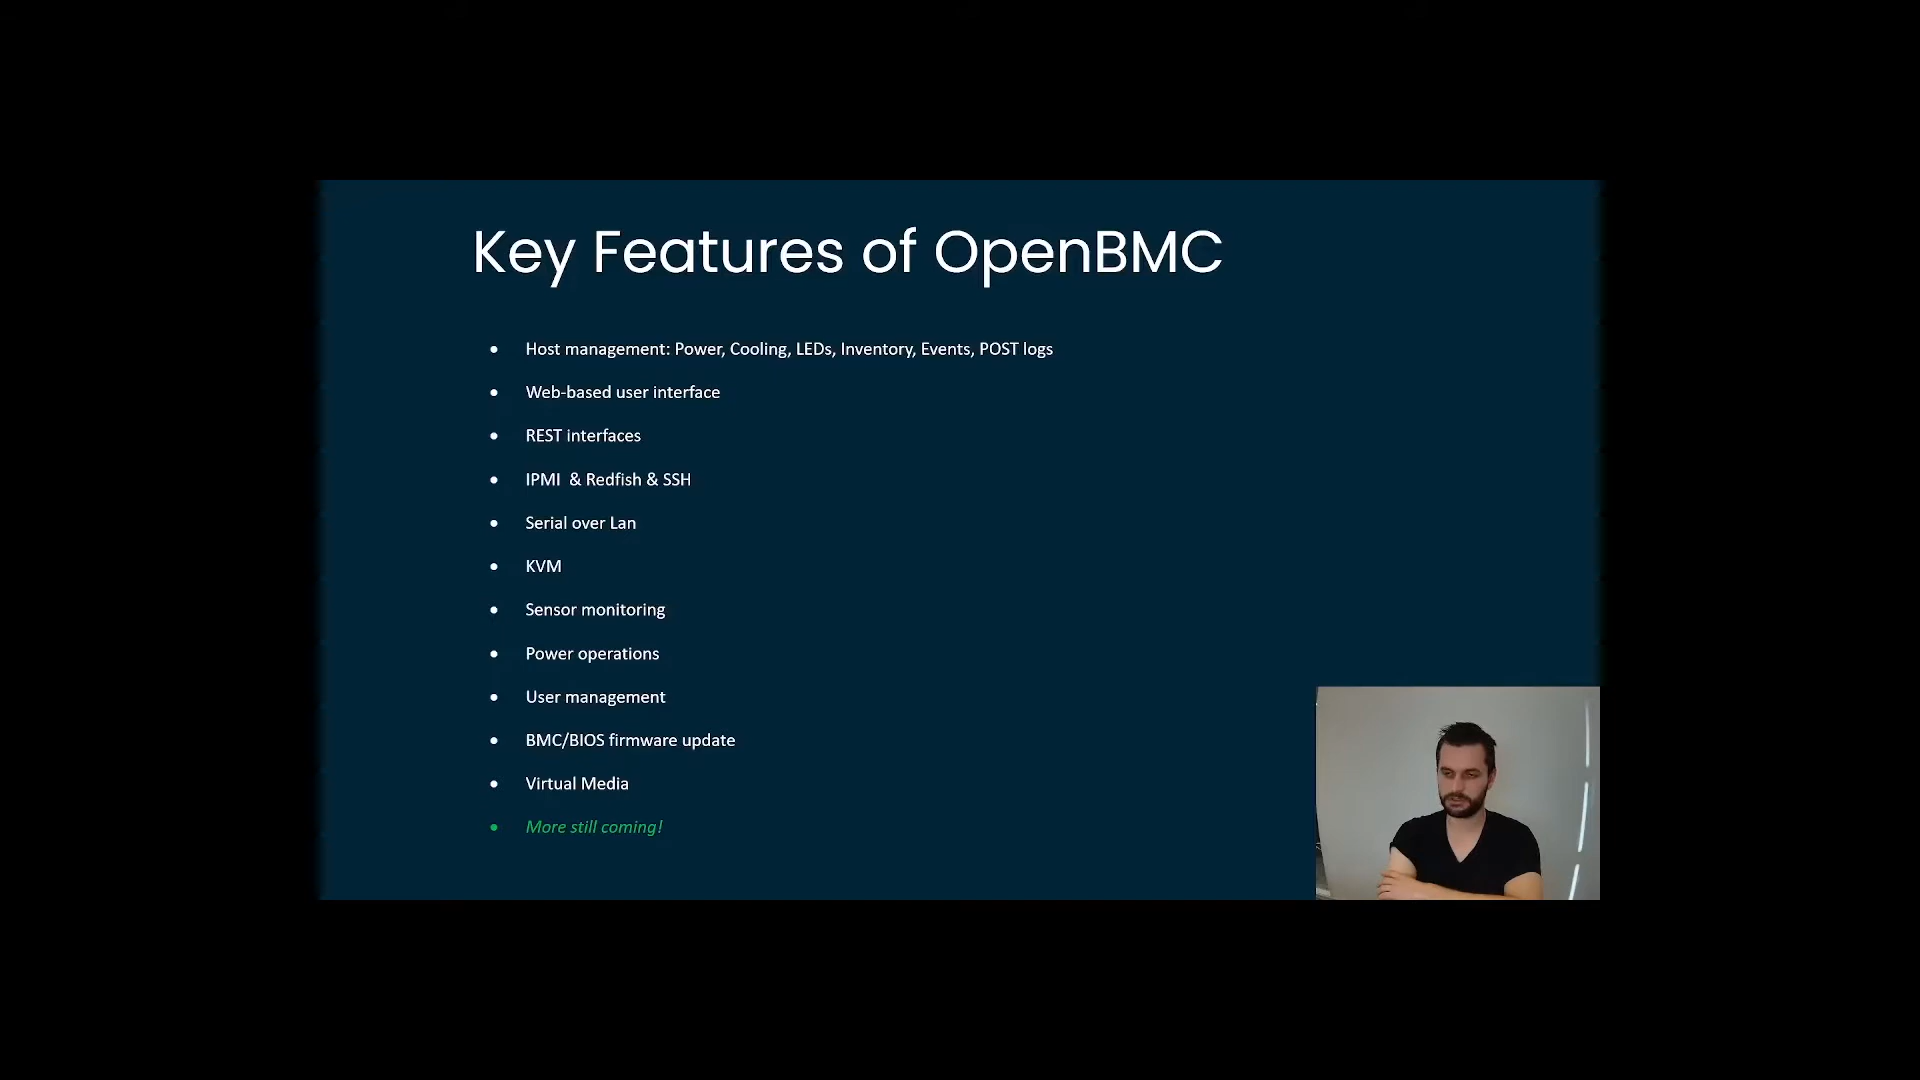 Key Features of OpenBMC
• Host management: Power, Cooling, LEDs, Inventory, Events, POST logs
• Web-based user interface
• REST interfaces
• IPMI  & Redfish & SSH
• Serial over Lan
• KVM
• Sensor monitoring
• Power operations
• User management
• BMC/BIOS firmware update
• Virtual Media
• More still coming!